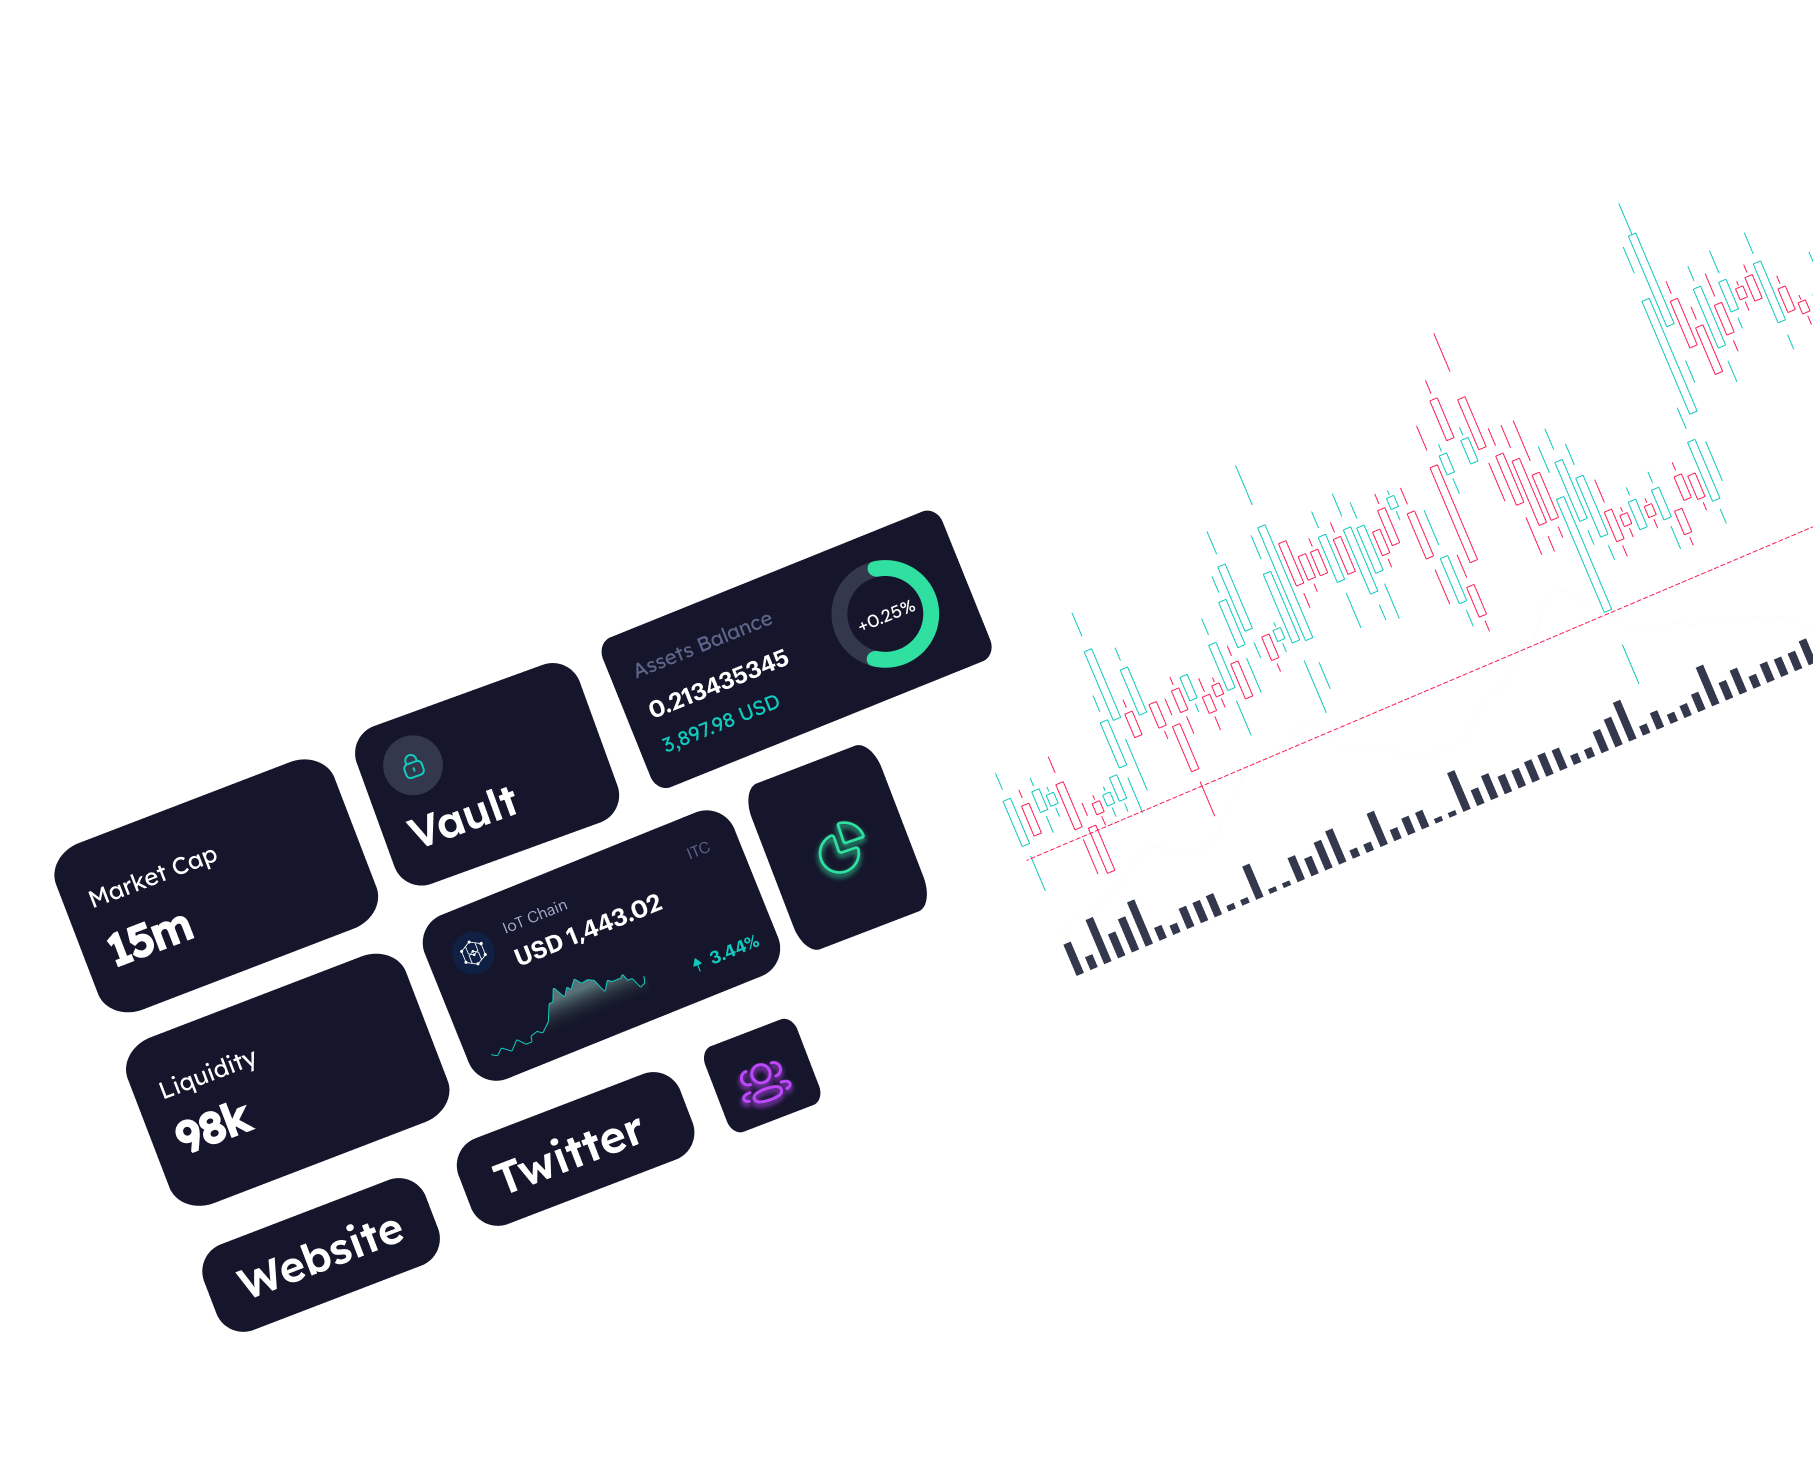 Market Cap
15m
Vault
Assets Balance
0.213435345
3,897.98 USD
+0.25%
Liquidity
98k
IoT Chain
ITC
USD 1,443.02
3.44%
Website
Twitter